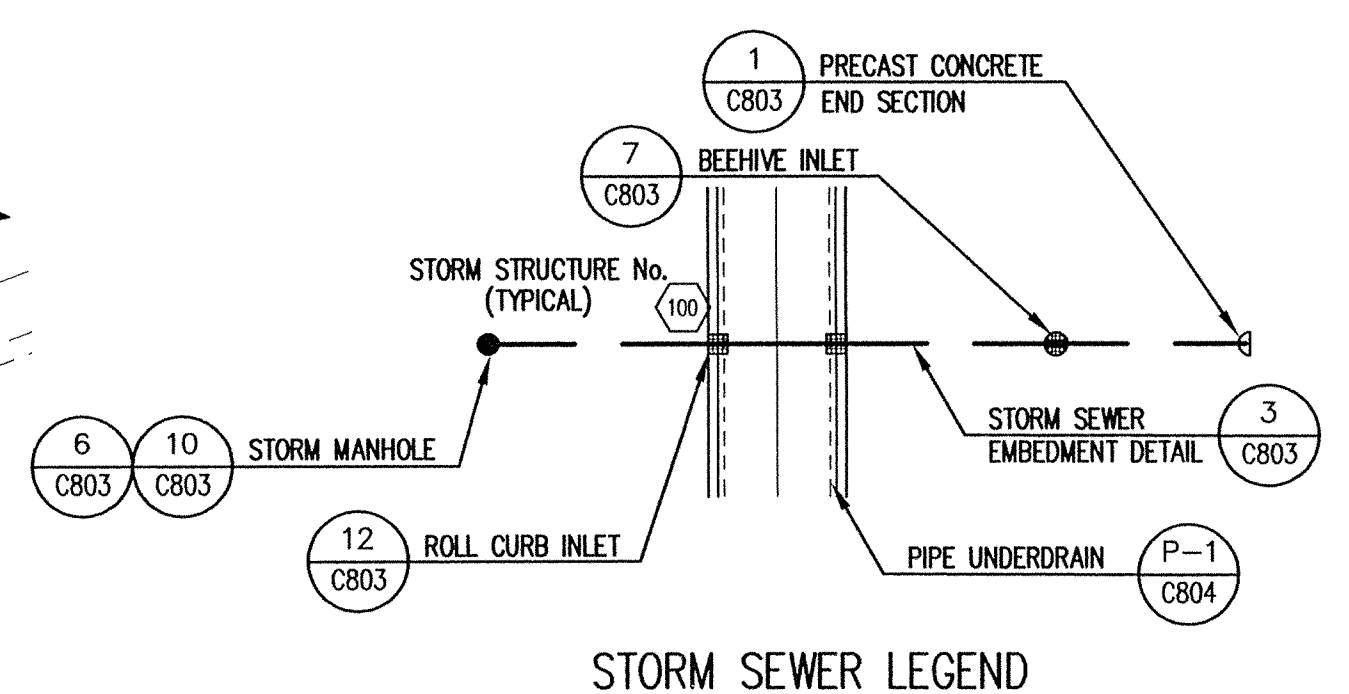 1
C803
PRECAST CONCRETE
END SECTION
7
C803
BEEHIVE INLET
STORM STRUCTURE No.
(TYPICAL)
100
6
C803
10
C803
STORM MANHOLE
STORM SEWER
EMBEDMENT DETAIL
3
C803
12
C803
ROLL CURB INLET
PIPE UNDERDRAIN
P-1
C804
STORM SEWER LEGEND